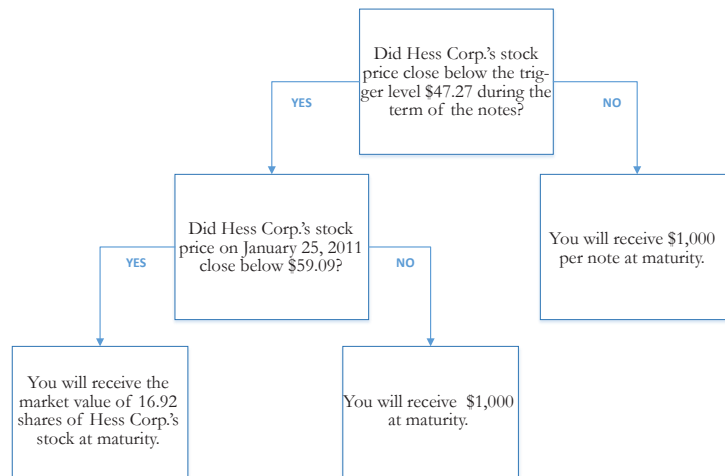 Did Hess Corp.'s stock
price close below the trig-
ger level $47.27 during the
term of the notes?
YES
NO
Did Hess Corp.'s stock
price on January 25, 2011
close below $59.09?
You will receive $1,000
per note at maturity.
YES
NO
You will receive the
market value of 16.92
shares of Hess Corp.'s
stock at maturity.
You will receive $1,000
at maturity.